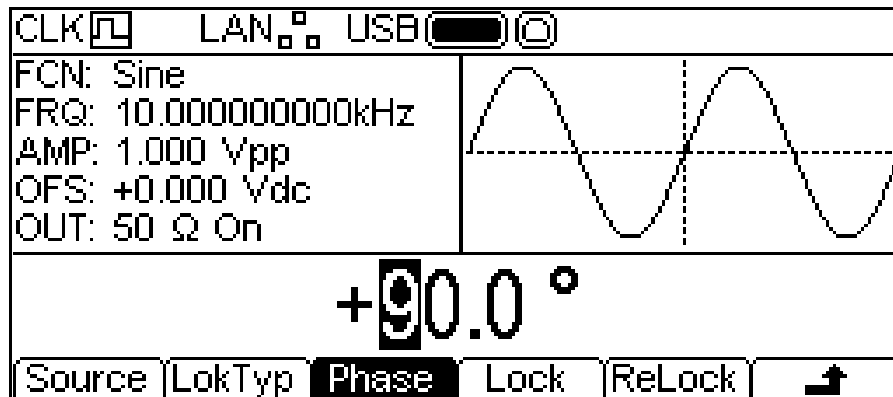 CLK LAN USB
FCN: Sine
FRQ: 10.000000000kHz
AMP: 1.000 Vpp
OFS: +0.000 Vdc
OUT: 50 Ω On
+90.0 °
Source LokTyp Phase Lock ReLock